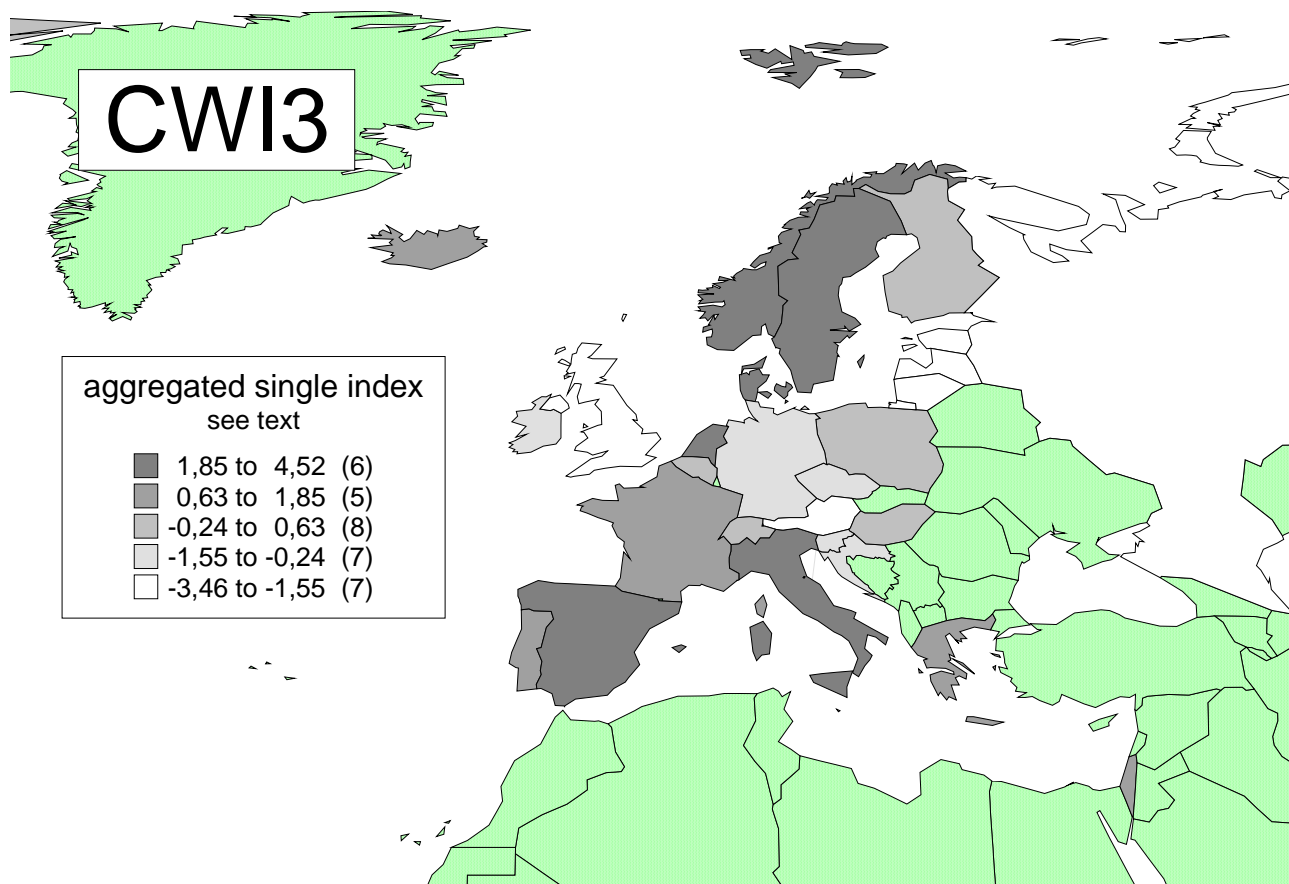 CWI3
aggregated single index
see text
1,85 to 4,52 (6)
0,63 to 1,85 (5)
-0,24 to 0,63 (8)
-1,55 to -0,24 (7)
-3,46 to -1,55 (7)